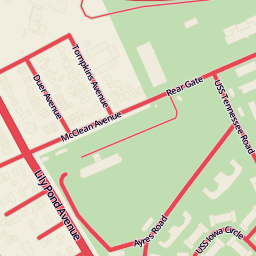 Tompkins Avenue
Duer Avenue
Rear Gate
USS Tennessee Road
McClean Avenue
Lily Pond Avenue
Ayres Road
USS Iowa Circle